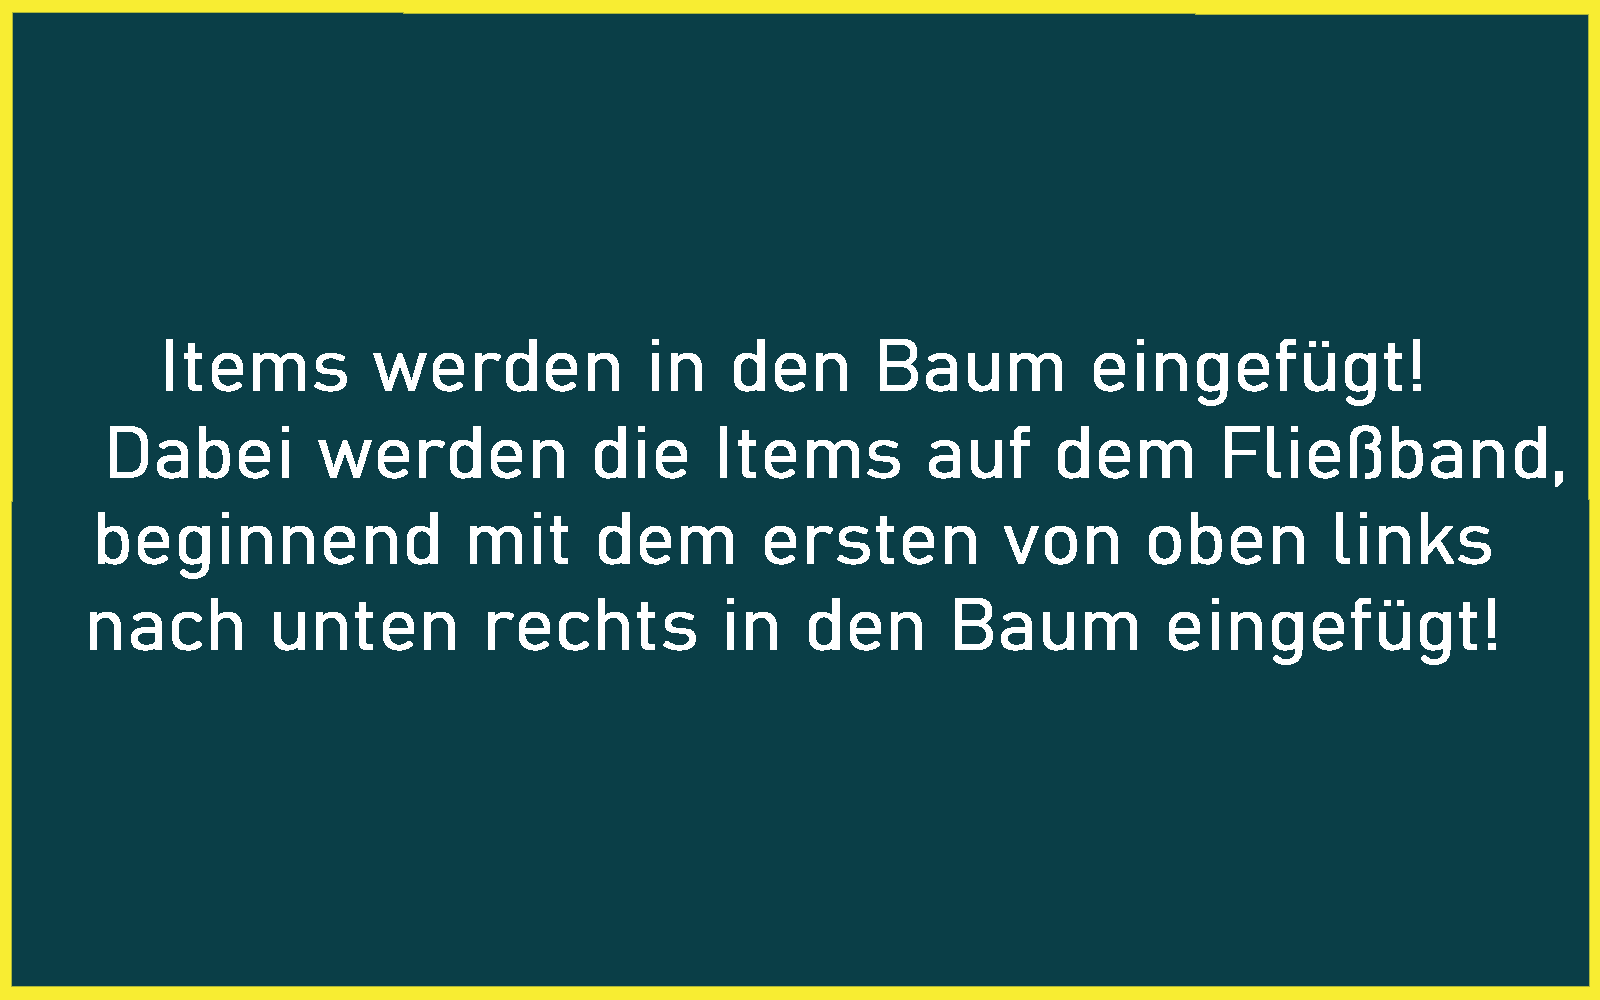 Items werden in den Baum eingefügt!
Dabei werden die Items auf dem Fließband,
beginnend mit dem ersten von oben links
nach unten rechts in den Baum eingefügt!